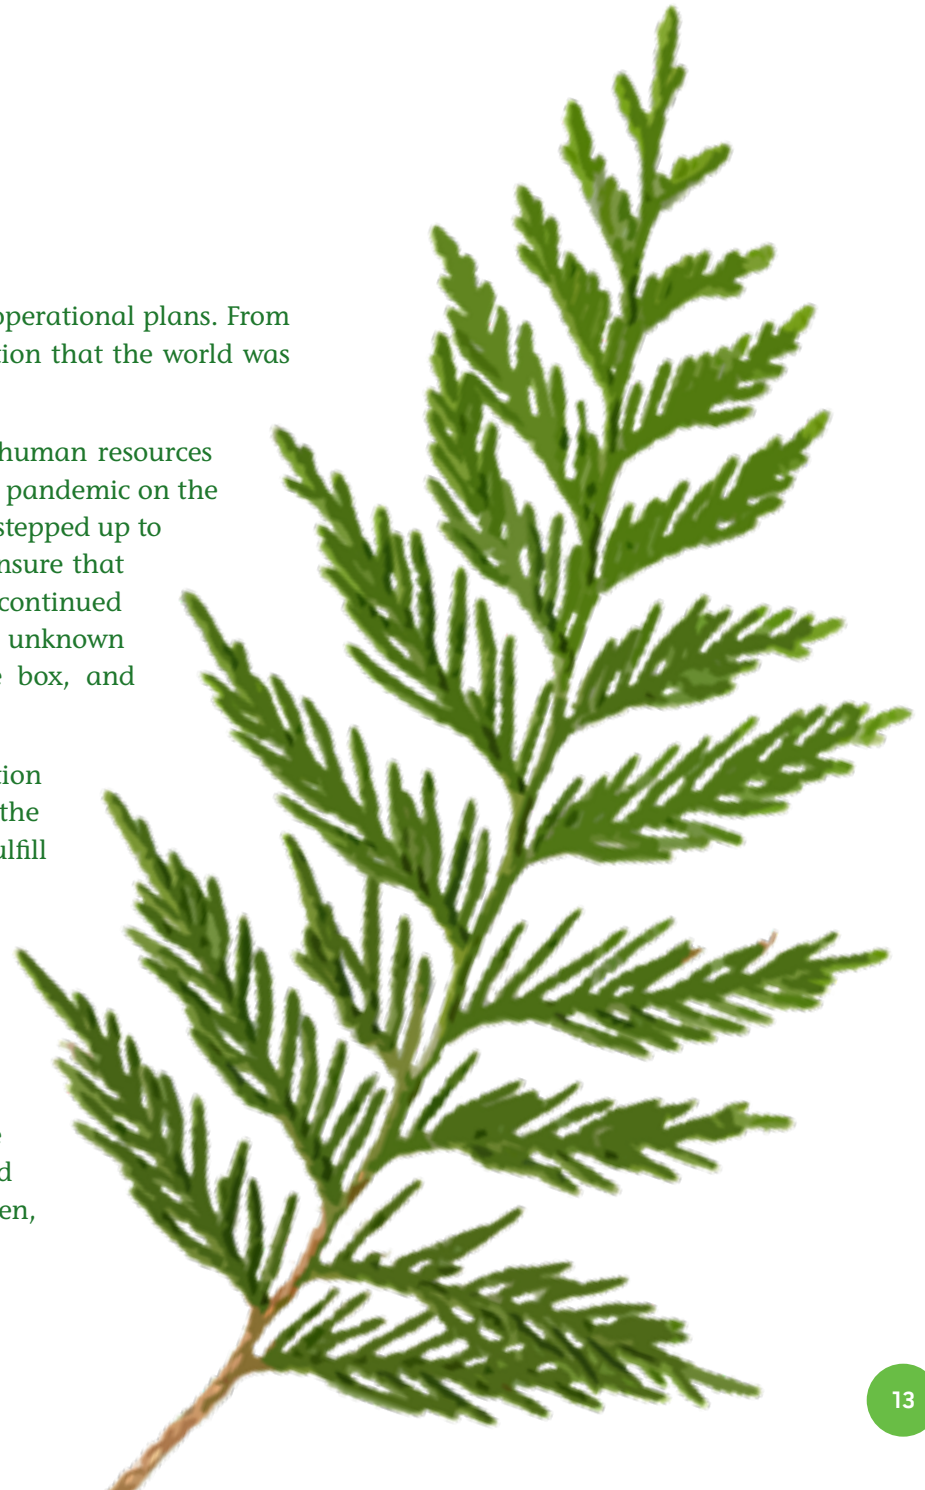 operational plans. From
tion that the world was
human resources
pandemic on the
stepped up to
nsure that
continued
unknown
box, and
tion
the
ulfill
d
en,
13